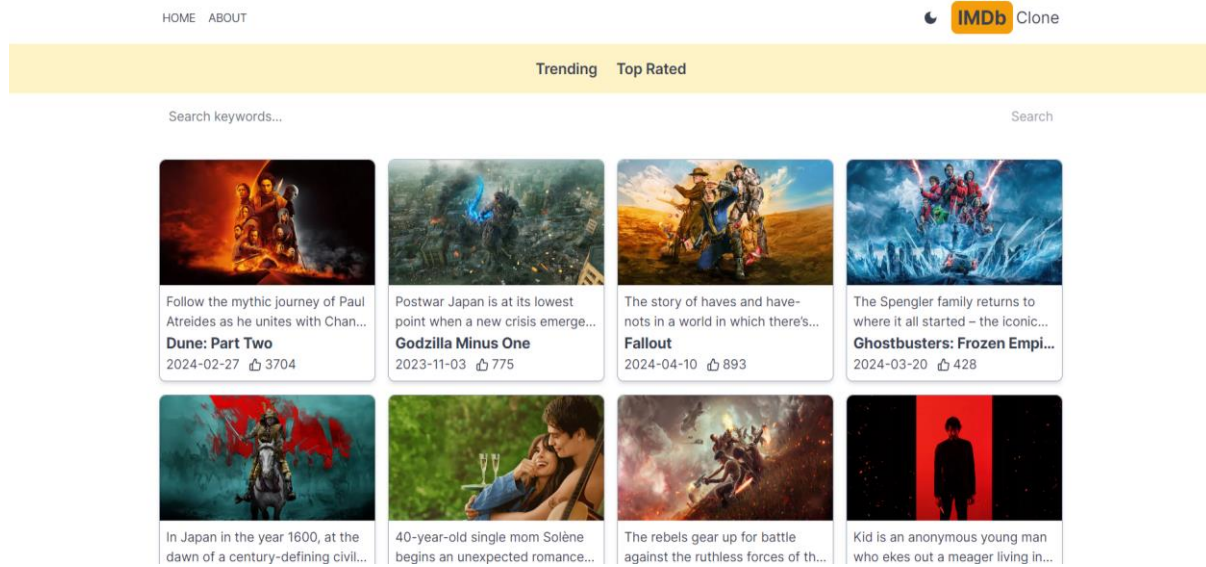 HOME ABOUT IMDb Clone
Trending Top Rated
Search keywords... Search
Follow the mythic journey of Paul
Atreides as he unites with Chan...
Dune: Part Two
2024-02-27 3704
Postwar Japan is at its lowest
point when a new crisis emerge...
Godzilla Minus One
2023-11-03 775
The story of haves and have-
nots in a world in which there's...
Fallout
2024-04-10 893
The Spengler family returns to
where it all started – the iconic...
Ghostbusters: Frozen Empi...
2024-03-20 428
In Japan in the year 1600, at the
dawn of a century-defining civil...
40-year-old single mom Solène
begins an unexpected romance...
The rebels gear up for battle
against the ruthless forces of th...
Kid is an anonymous young man
who ekes out a meager living in...